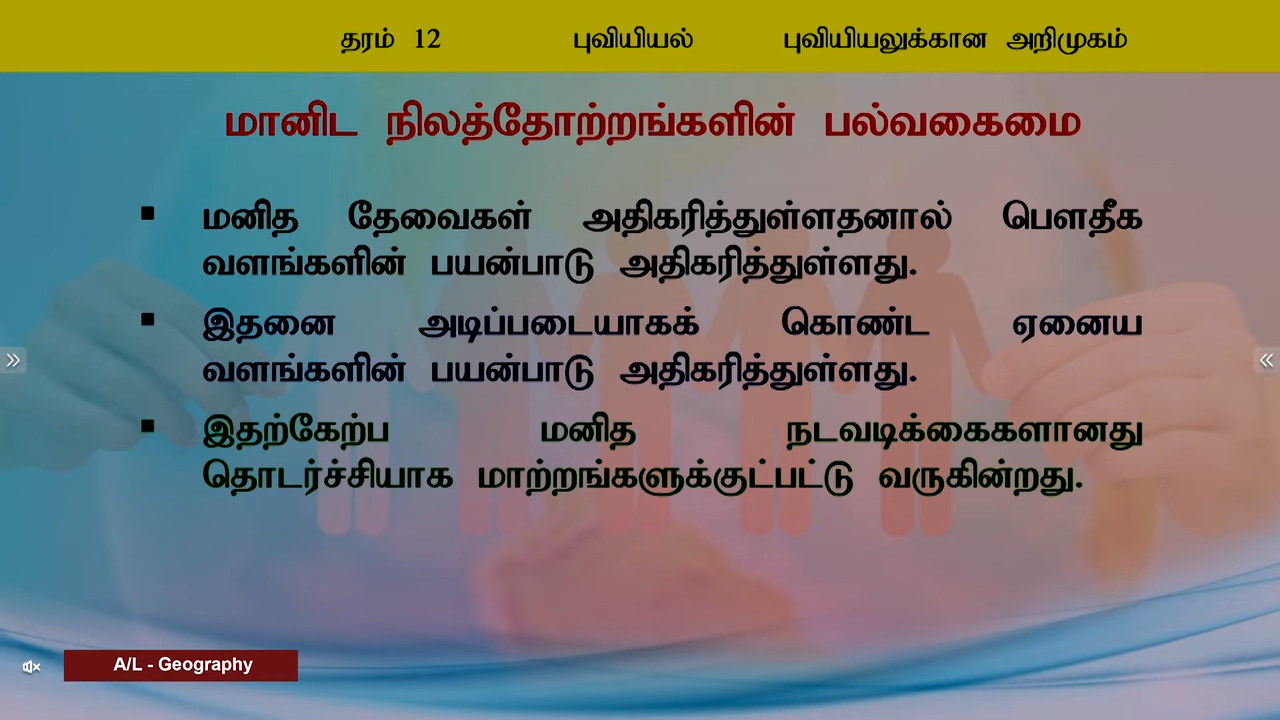 தரம் 12 புவியியல் புவியியலுக்கான அறிமுகம்
மானிட நிலத்தோற்றங்களின் பல்வகைமை
▪ மனித தேவைகள் அதிகரித்துள்ளதனால் பௌதீக
வளங்களின் பயன்பாடு அதிகரித்துள்ளது.
▪ இதனை அடிப்படையாகக் கொண்ட ஏனைய
வளங்களின் பயன்பாடு அதிகரித்துள்ளது.
▪ இதற்கேற்ப மனித நடவடிக்கைகளானது
தொடர்ச்சியாக மாற்றங்களுக்குட்பட்டு வருகின்றது.
A/L - Geography